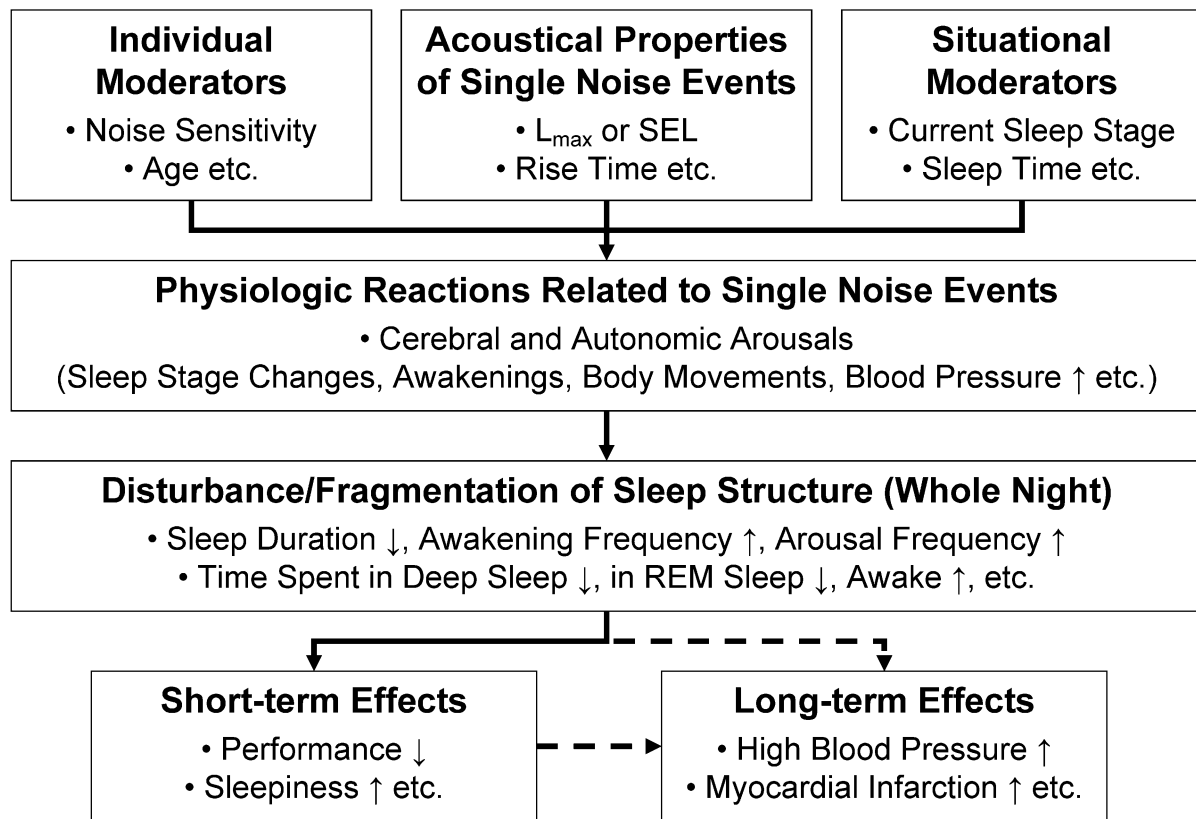 Individual
Moderators
• Noise Sensitivity
• Age etc.
Acoustical Properties
of Single Noise Events
• Lmax or SEL
• Rise Time etc.
Situational
Moderators
• Current Sleep Stage
• Sleep Time etc.
Physiologic Reactions Related to Single Noise Events
• Cerebral and Autonomic Arousals
(Sleep Stage Changes, Awakenings, Body Movements, Blood Pressure ↑ etc.)
Disturbance/Fragmentation of Sleep Structure (Whole Night)
• Sleep Duration ↓, Awakening Frequency ↑, Arousal Frequency ↑
• Time Spent in Deep Sleep ↓, in REM Sleep ↓, Awake ↑, etc.
Short-term Effects
• Performance ↓
• Sleepiness ↑ etc.
Long-term Effects
• High Blood Pressure ↑
• Myocardial Infarction ↑ etc.